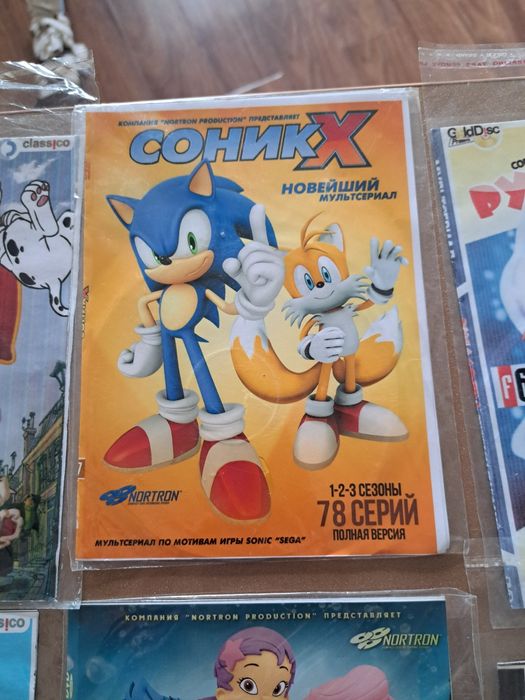 classico
КОМПАНИЯ "NORTRON PRODUCTION" ПРЕДСТАВЛЯЕТ
СОНИК X
НОВЕЙШИЙ
МУЛЬТСЕРИАЛ
NORTRON
1-2-3 СЕЗОНЫ
78 СЕРИЙ
ПОЛНАЯ ВЕРСИЯ
МУЛЬТСЕРИАЛ ПО МОТИВАМ ИГРЫ SONIC "SEGA"
GoldDisc
КОМПАНИЯ "NORTRON PRODUCTION" ПРЕДСТАВЛЯЕТ
NORTRON